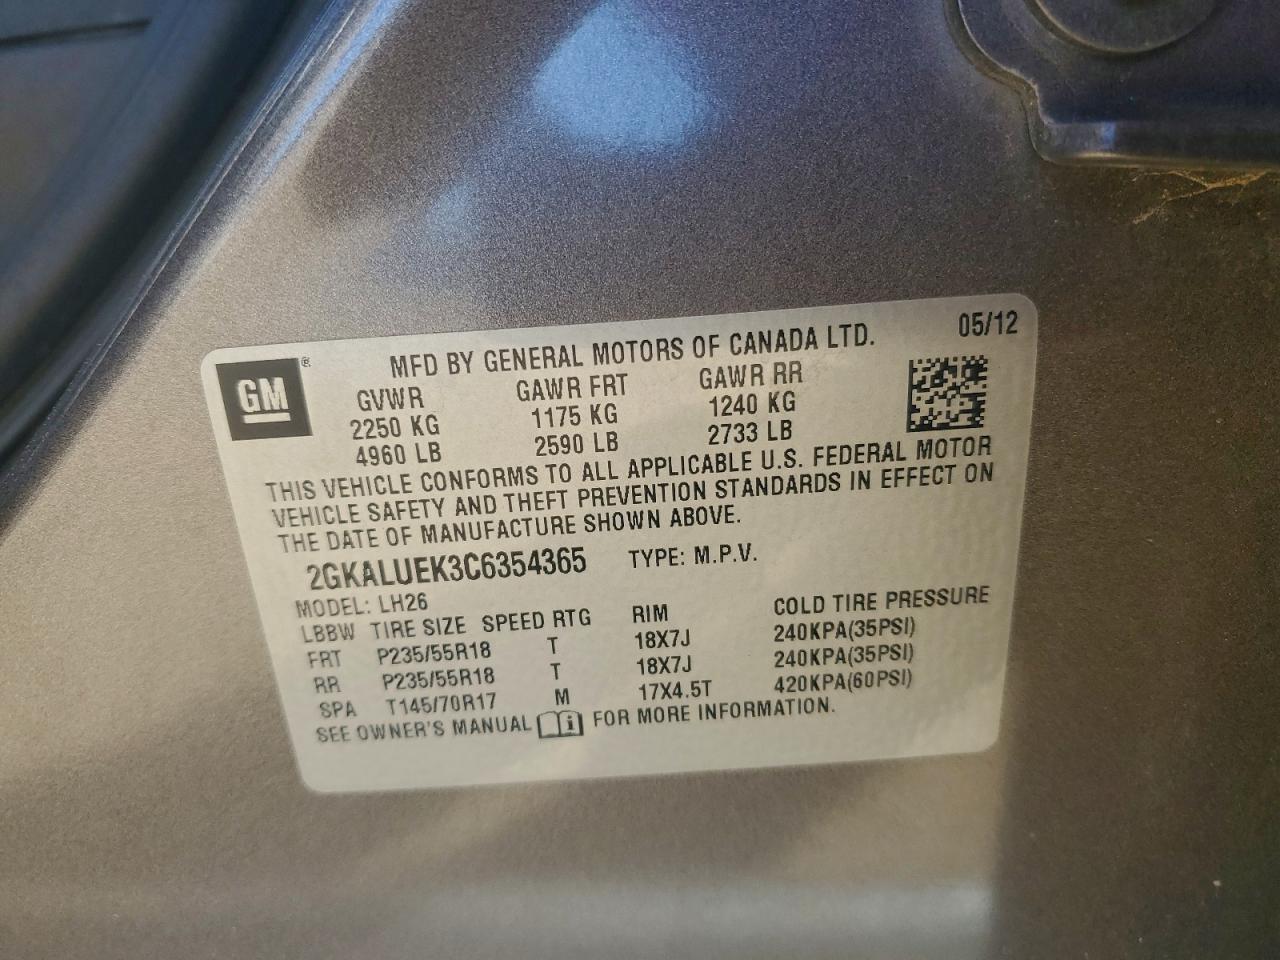 GM®
MFD BY GENERAL MOTORS OF CANADA LTD. 05/12
GVWR GAWR FRT GAWR RR
2250 KG 1175 KG 1240 KG
4960 LB 2590 LB 2733 LB
THIS VEHICLE CONFORMS TO ALL APPLICABLE U.S. FEDERAL MOTOR
VEHICLE SAFETY AND THEFT PREVENTION STANDARDS IN EFFECT ON
THE DATE OF MANUFACTURE SHOWN ABOVE.
2GKALUEK3C6354365 TYPE: M.P.V.
MODEL: LH26
LBBW TIRE SIZE SPEED RTG RIM COLD TIRE PRESSURE
FRT P235/55R18 T 18X7J 240KPA(35PSI)
RR P235/55R18 T 18X7J 240KPA(35PSI)
SPA T145/70R17 M 17X4.5T 420KPA(60PSI)
SEE OWNER'S MANUAL FOR MORE INFORMATION.